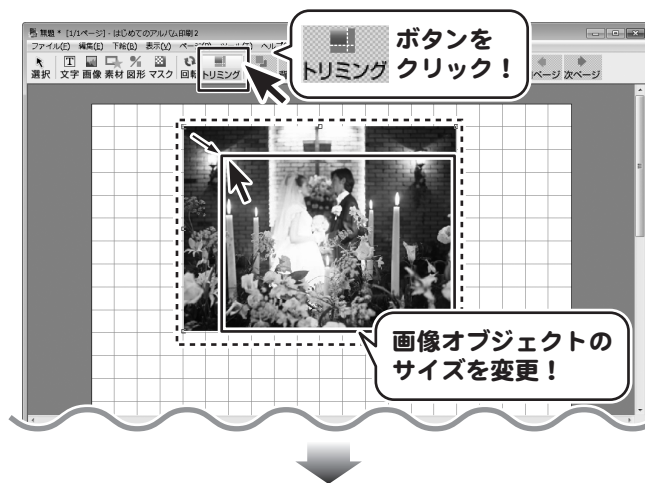 無題 * [1/1ページ] - はじめてのアルバム印刷2
ファイル(F) 編集(E) 下絵(B) 表示(V) ページ(P)
選択 文字 画像 素材 図形 マスク 回転 トリミング
ページ 次ページ
トリミング
ボタンを
クリック！
画像オブジェクトの
サイズを変更！